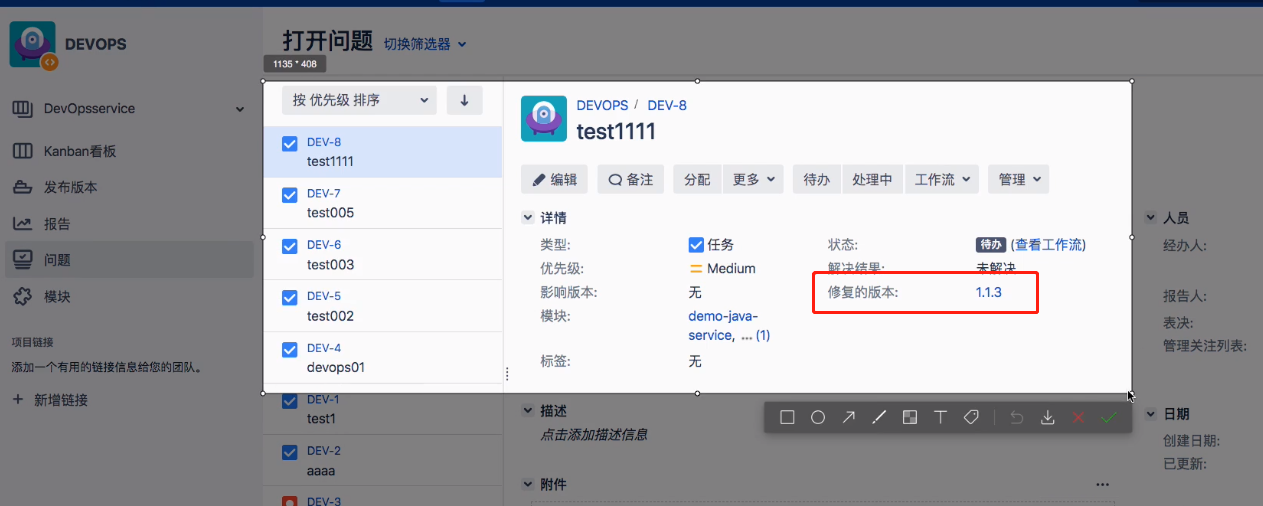 DEVOPS
DevOpsservice
Kanban看板
发布版本
报告
问题
模块
项目链接
添加一个有用的链接信息给您的团队。
+ 新增链接
打开问题 切换筛选器
1135 * 408
按 优先级 排序
DEV-8
test1111
DEV-7
test005
DEV-6
test003
DEV-5
test002
DEV-4
devops01
DEV-1
test1
DEV-2
aaaa
DEV-3
DEVOPS / DEV-8
test1111
编辑 备注 分配 更多 待办 处理中 工作流 管理
详情
类型: 任务 状态: 待办 (查看工作流)
优先级: Medium 解决结果: 未解决
影响版本: 无 修复的版本: 1.1.3
模块: demo-java-
service, ... (1)
标签: 无
描述
点击添加描述信息
附件
人员
经办人:
报告人:
表决:
管理关注列表:
日期
创建日期:
已更新: